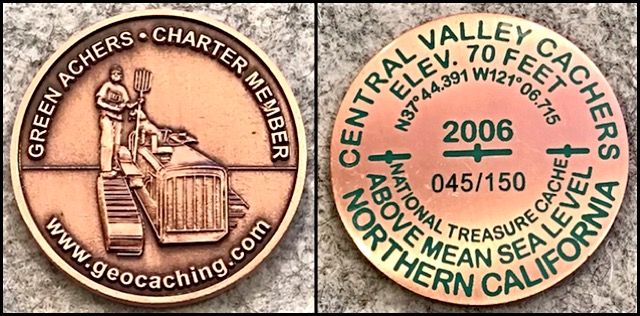 GREEN ACHERS • CHARTER MEMBER
www.geocaching.com
CENTRAL VALLEY CACHERS
ELEV. 70 FEET
N37° 44.391 W121° 06.715
2006
045/150
NATIONAL TREASURE CACHE
ABOVE MEAN SEA LEVEL
NORTHERN CALIFORNIA